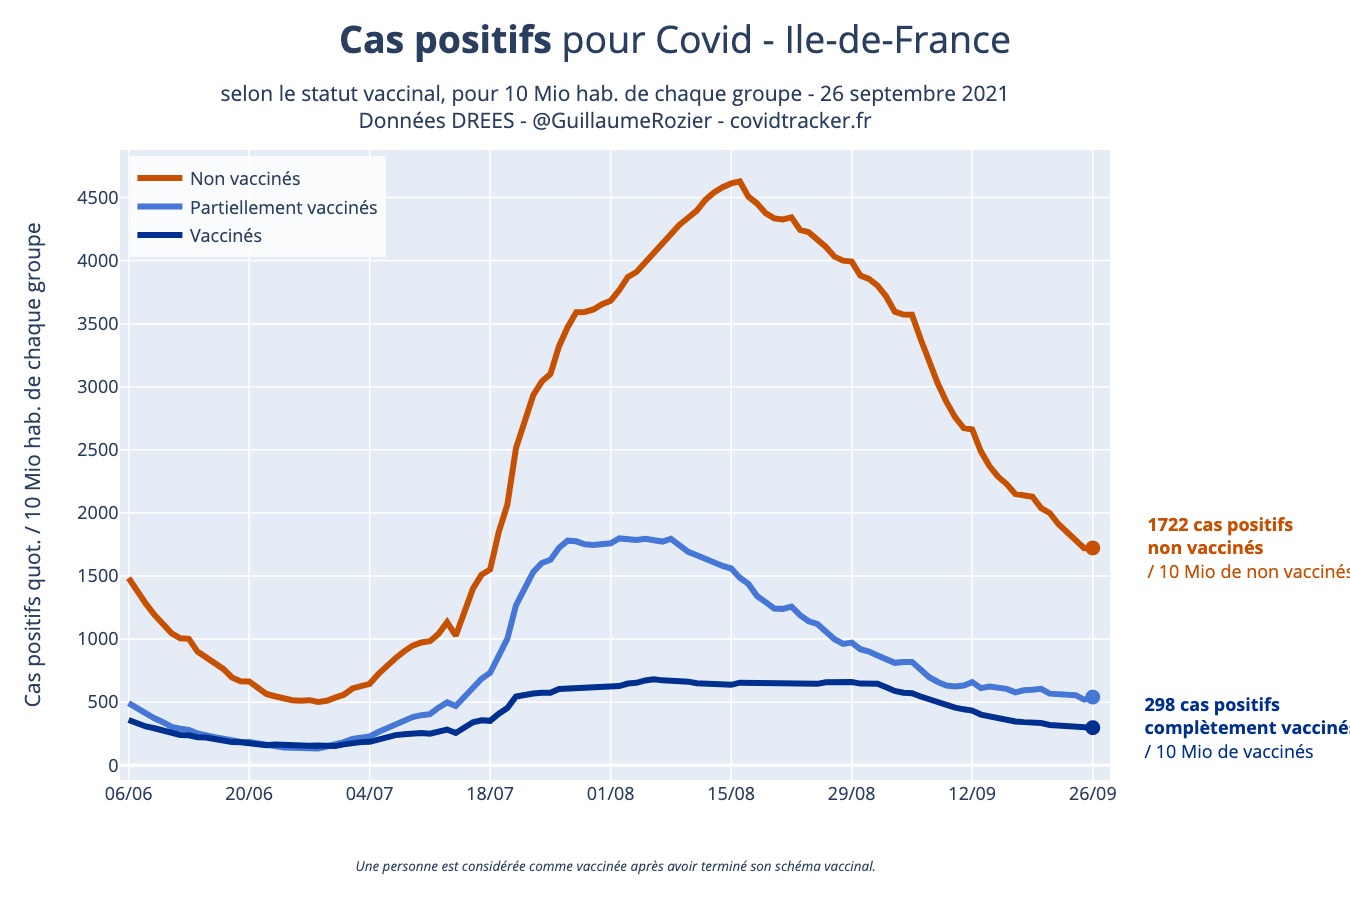 Cas positifs pour Covid - Ile-de-France
selon le statut vaccinal, pour 10 Mio hab. de chaque groupe - 26 septembre 2021
Données DREES - @GuillaumeRozier - covidtracker.fr
Non vaccinés
Partiellement vaccinés
Vaccinés
Cas positifs quot. / 10 Mio hab. de chaque groupe
4500
4000
3500
3000
2500
2000
1500
1000
500
0
06/06
20/06
04/07
18/07
01/08
15/08
29/08
12/09
26/09
1722 cas positifs
non vaccinés
/ 10 Mio de non vaccinés
298 cas positifs
complètement vaccinés
/ 10 Mio de vaccinés
Une personne est considérée comme vaccinée après avoir terminé son schéma vaccinal.